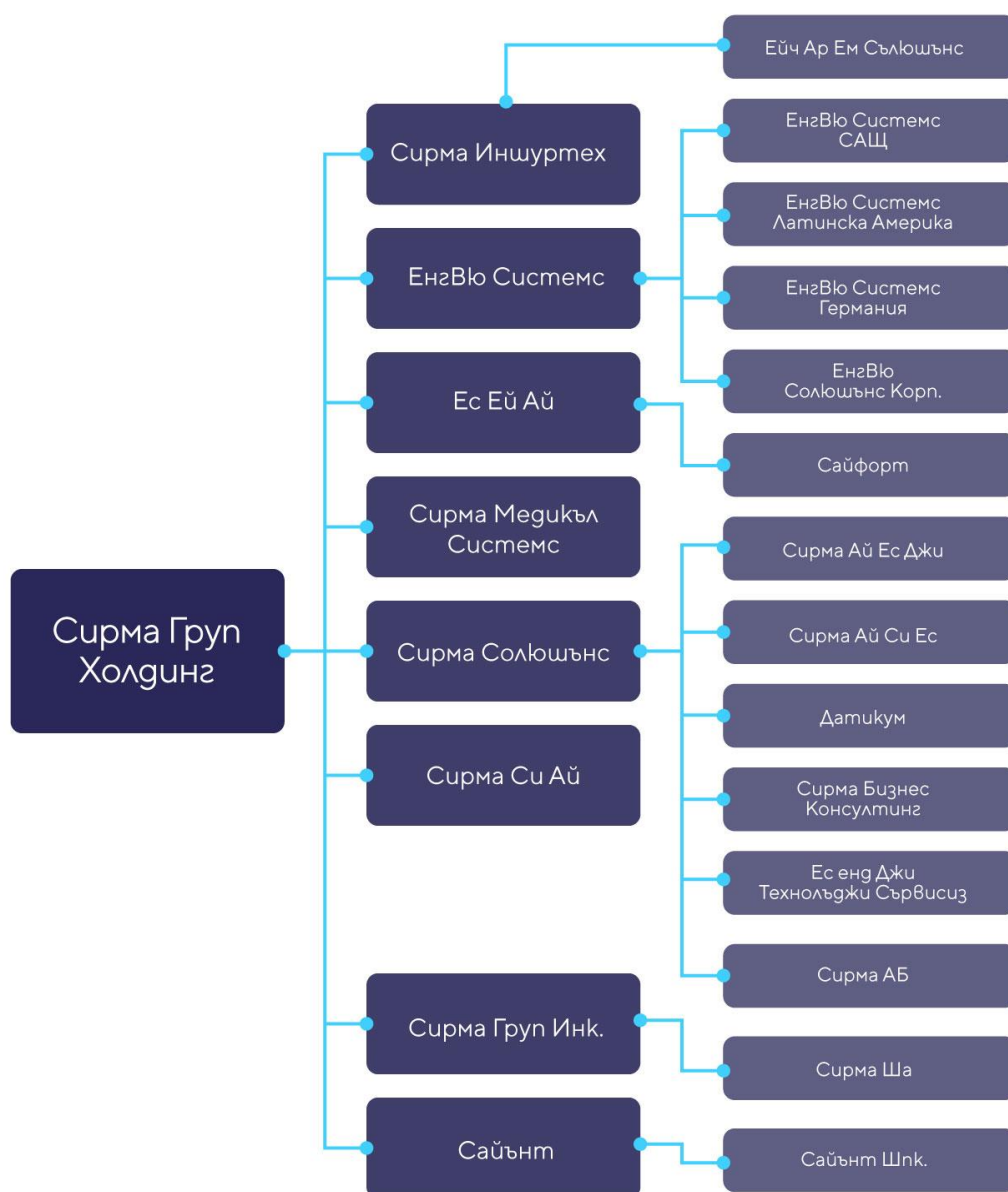 Сирма Груп
Холдинг
Сирма Иншуртех
ЕнгВю Системс
Ес Ей Ай
Сирма Медикъл
Системс
Сирма Солюшънс
Сирма Си Ай
Сирма Груп Инк.
Сайънт
Ейч Ар Ем Сълюшънс
ЕнгВю Системс
САЩ
ЕнгВю Системс
Латинска Америка
ЕнгВю Системс
Германия
ЕнгВю
Солюшънс Корп.
Сайфорт
Сирма Ай Ес Джи
Сирма Ай Си Ес
Датикум
Сирма Бизнес
Консултинг
Ес енд Джи
Технолъджи Сървисиз
Сирма АБ
Сирма Ша
Сайънт Шпк.